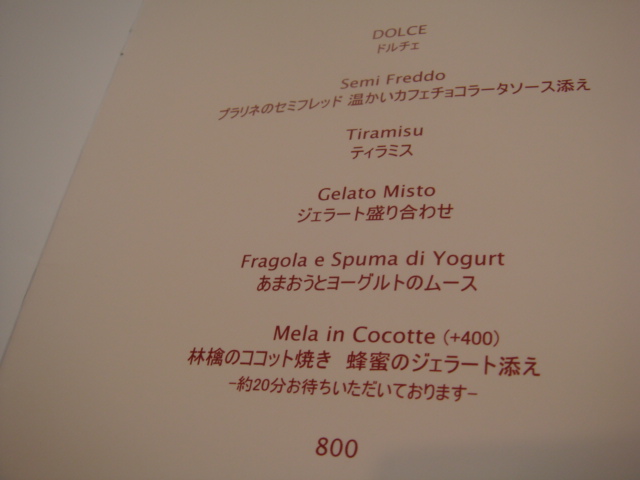 DOLCE
ドルチェ
Semi Freddo
プラリネのセミフレッド 温かいカフェチョコラータソース添え
Tiramisu
ティラミス
Gelato Misto
ジェラート盛り合わせ
Fragola e Spuma di Yogurt
あまおうとヨーグルトのムース
Mela in Cocotte (+400)
林檎のココット焼き 蜂蜜のジェラート添え
−約20分お待ちいただいております−
800